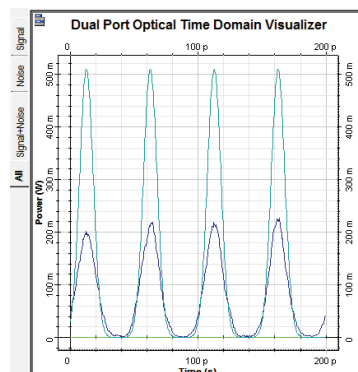 Dual Port Optical Time Domain Visualizer
Signal
Noise
Signal+Noise
All
0 100 p 200 p
Power (W)
500 m
400 m
300 m
200 m
100 m
0
500 m
400 m
300 m
200 m
100 m
0
0 100 p 200 p
Time (s)